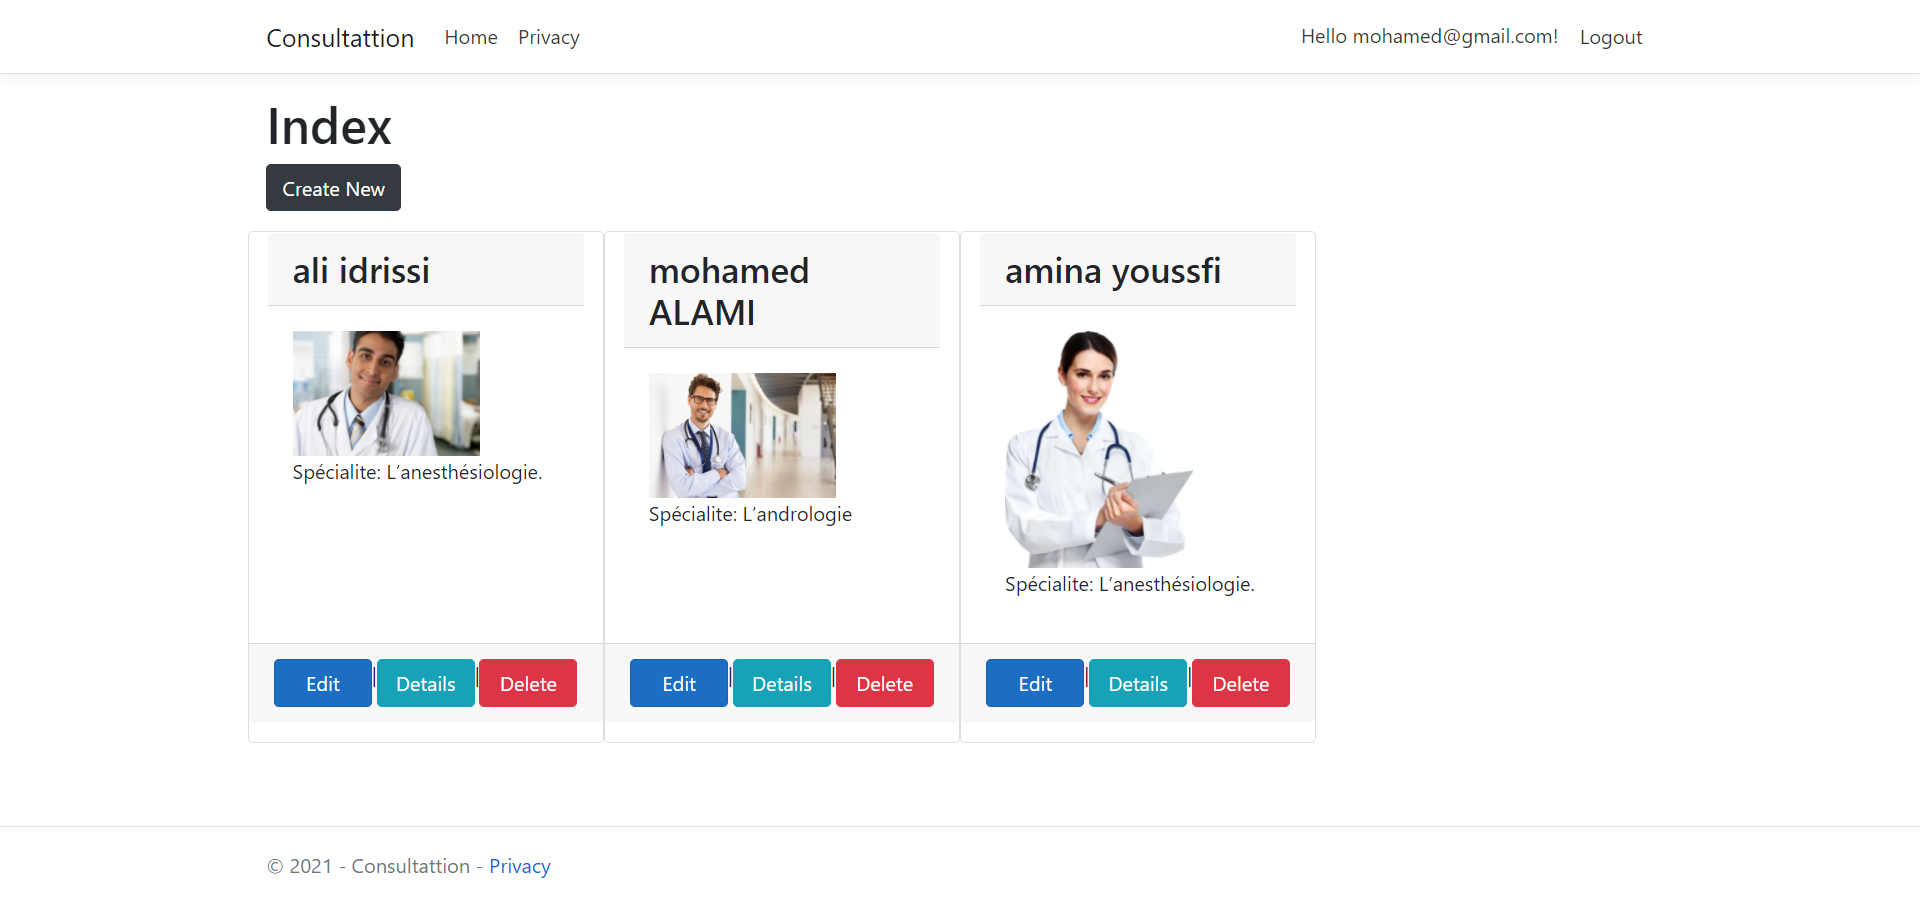 Consultattion Home Privacy Hello mohamed@gmail.com! Logout
Index
Create New
ali idrissi
Spécialite: L’anesthésiologie.
Edit | Details | Delete
mohamed
ALAMI
Spécialite: L’andrologie
Edit | Details | Delete
amina youssfi
Spécialite: L’anesthésiologie.
Edit | Details | Delete
© 2021 - Consultattion - Privacy